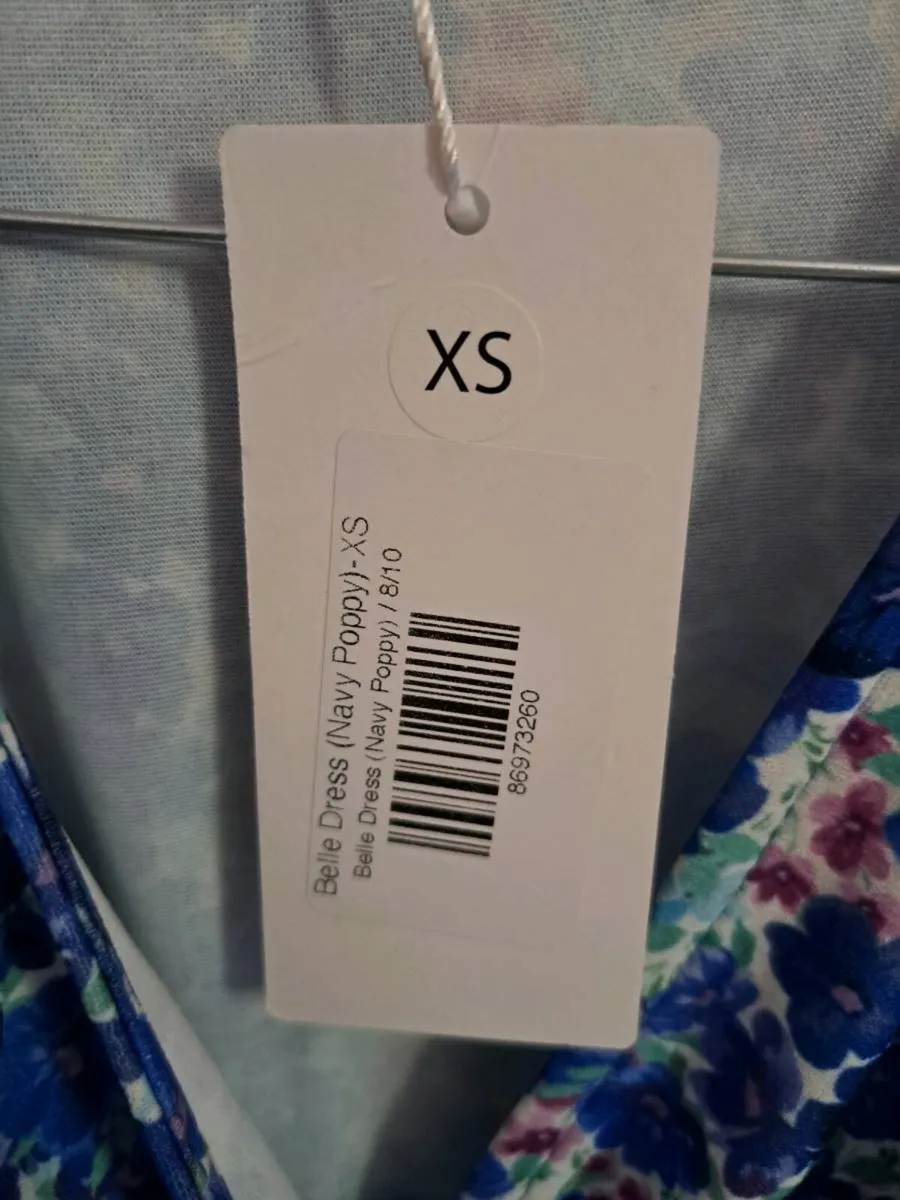 XS
Belle Dress (Navy Poppy)- XS
Belle Dress (Navy Poppy) / 8/10
86973260